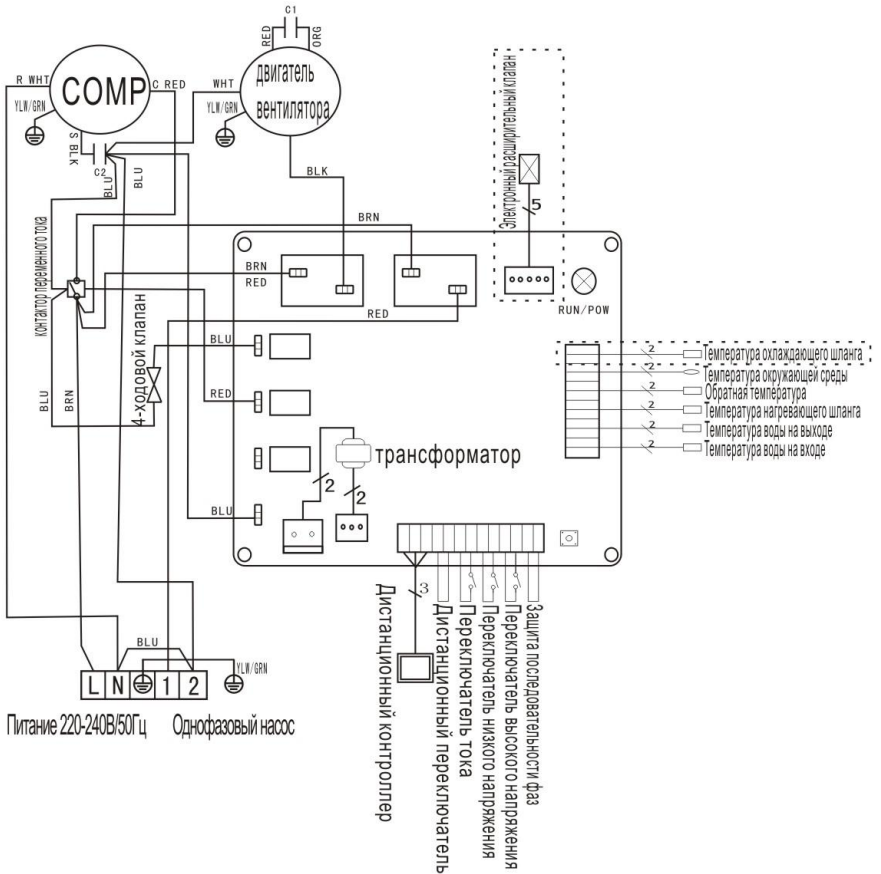 C1
RED
ORG
R WHT
COMP
C RED
WHT
двигатель
вентилятора
YLW/GRN
YLW/GRN
S BLK
C2
BLU
BLU
BLK
Электронный расширительный клапан
5
BRN
BRN
RED
RUN/POW
RED
контактор переменного тока
4-ходовой клапан
BLU
RED
BLU
BRN
BLU
трансформатор
2
2
2
Температура охлаждающего шланга
2
Температура окружающей среды
2
Обратная температура
2
Температура нагревающего шланга
2
Температура воды на выходе
2
Температура воды на входе
3
Дистанционный контроллер
Дистанционный переключатель
Переключатель тока
Переключатель низкого напряжения
Переключатель высокого напряжения
Защита последовательности фаз
BLU
YLW/GRN
L N 1 2
Питание 220-240В/50Гц
Однофазовый насос